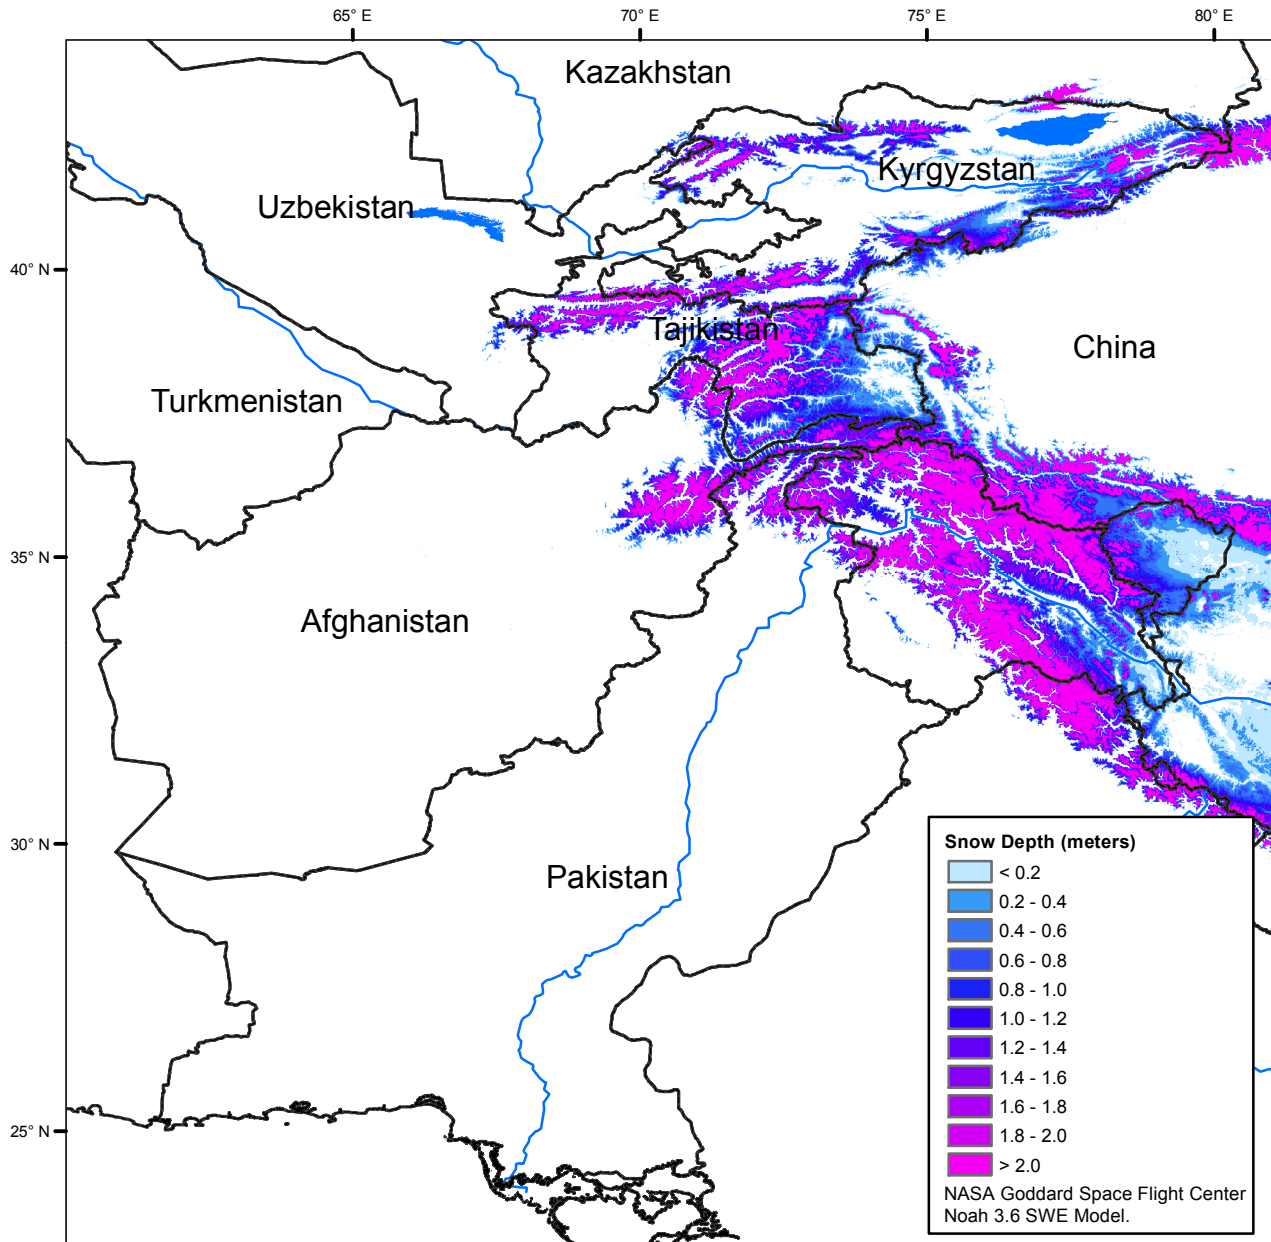 65° E
70° E
75° E
80° E
Kazakhstan
Kyrgyzstan
Uzbekistan
40° N
Tajikistan
China
Turkmenistan
35° N
Afghanistan
30° N
Pakistan
25° N
Snow Depth (meters)
< 0.2
0.2 - 0.4
0.4 - 0.6
0.6 - 0.8
0.8 - 1.0
1.0 - 1.2
1.2 - 1.4
1.4 - 1.6
1.6 - 1.8
1.8 - 2.0
> 2.0
NASA Goddard Space Flight Center
Noah 3.6 SWE Model.